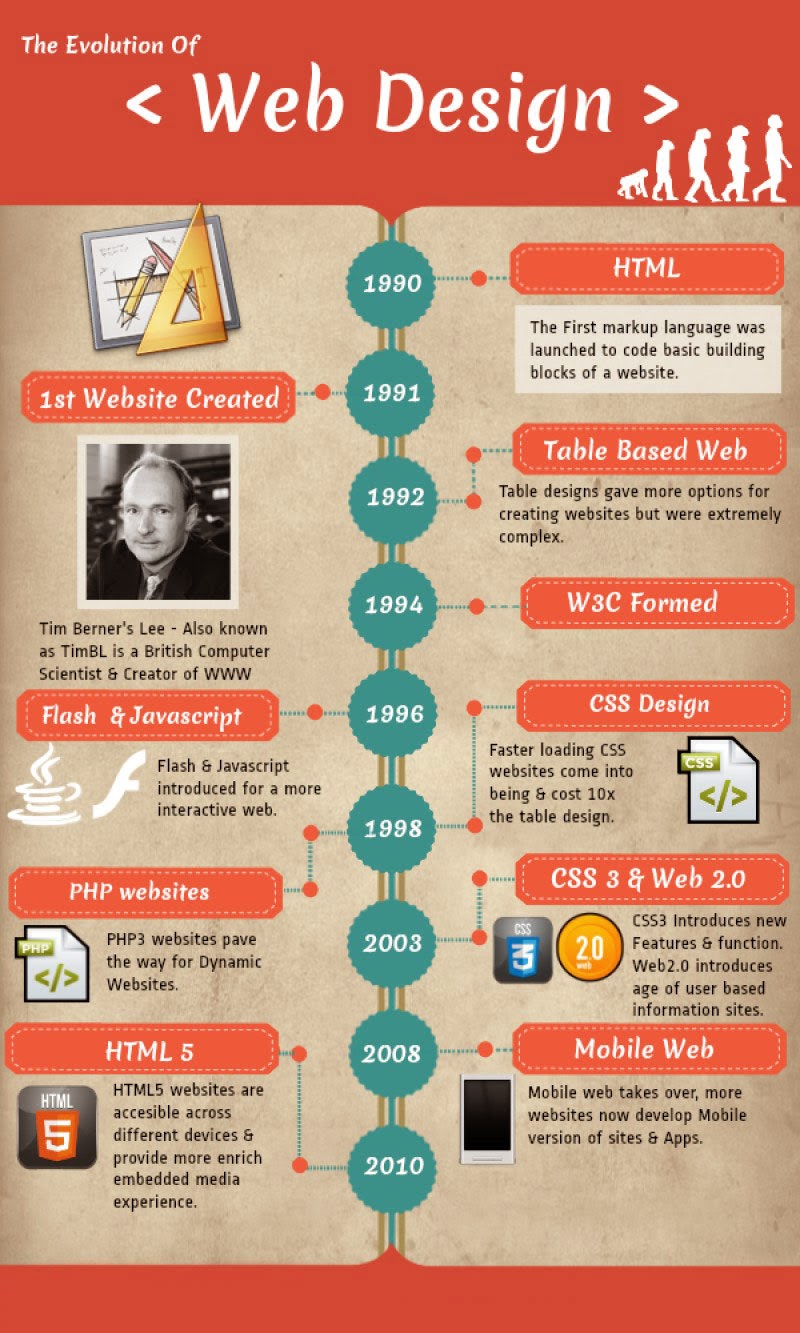 The Evolution Of
< Web Design >
1990
HTML
The First markup language was
launched to code basic building
blocks of a website.
1991
1st Website Created
Tim Berner's Lee - Also known
as TimBL is a British Computer
Scientist & Creator of WWW
1992
Table Based Web
Table designs gave more options for
creating websites but were extremely
complex.
1994
W3C Formed
1996
Flash & Javascript
Flash & Javascript
introduced for a more
interactive web.
1998
CSS Design
Faster loading CSS
websites come into
being & cost 10x
the table design.
CSS
</>
PHP websites
PHP
</>
PHP3 websites pave
the way for Dynamic
Websites.
2003
CSS 3 & Web 2.0
CSS
3
2.0
web
CSS3 Introduces new
Features & function.
Web2.0 introduces
age of user based
information sites.
2008
Mobile Web
Mobile web takes over, more
websites now develop Mobile
version of sites & Apps.
2010
HTML 5
HTML
5
HTML5 websites are
accesible across
different devices &
provide more enrich
embedded media
experience.